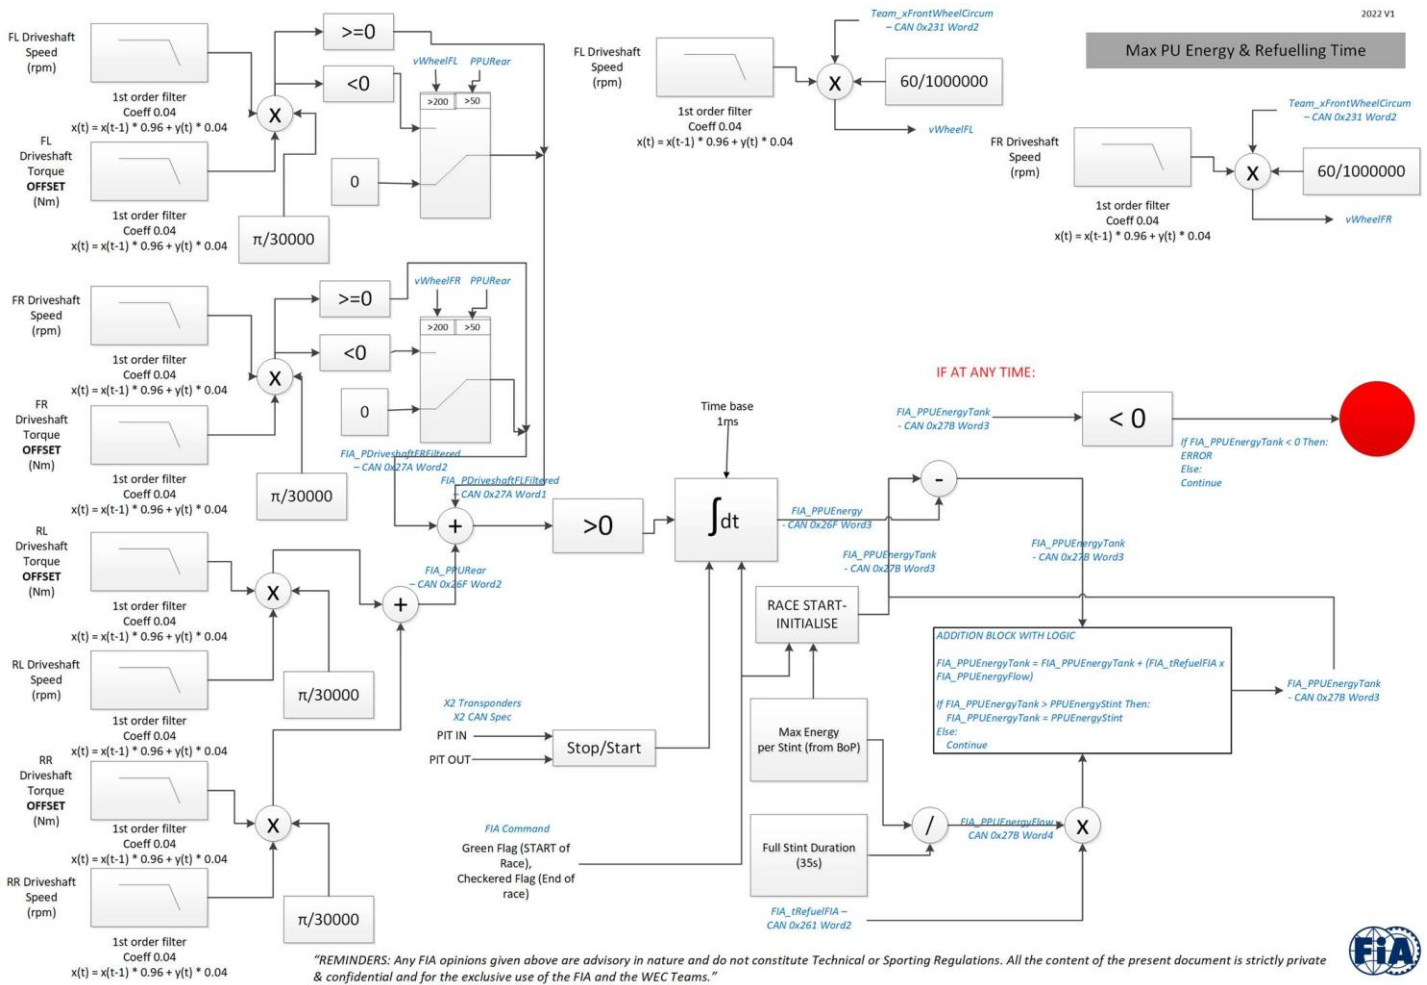 2022 V1
Max PU Energy & Refuelling Time
FL Driveshaft
Speed
(rpm)
1st order filter
Coeff 0.04
x(t) = x(t-1) * 0.96 + y(t) * 0.04
FL
Driveshaft
Torque
OFFSET
(Nm)
1st order filter
Coeff 0.04
x(t) = x(t-1) * 0.96 + y(t) * 0.04
X
π/30000
>=0
<0
0
vWheelFL
PPURear
>200
>50
FL Driveshaft
Speed
(rpm)
1st order filter
Coeff 0.04
x(t) = x(t-1) * 0.96 + y(t) * 0.04
Team_xFrontWheelCircum
– CAN 0x231 Word2
X
60/1000000
vWheelFL
FR Driveshaft
Speed
(rpm)
1st order filter
Coeff 0.04
x(t) = x(t-1) * 0.96 + y(t) * 0.04
Team_xFrontWheelCircum
– CAN 0x231 Word2
X
60/1000000
vWheelFR
FR Driveshaft
Speed
(rpm)
1st order filter
Coeff 0.04
x(t) = x(t-1) * 0.96 + y(t) * 0.04
FR
Driveshaft
Torque
OFFSET
(Nm)
1st order filter
Coeff 0.04
x(t) = x(t-1) * 0.96 + y(t) * 0.04
X
π/30000
>=0
<0
0
vWheelFR
PPURear
>200
>50
FIA_PDriveshaftFRFiltered
– CAN 0x27A Word2
FIA_PDriveshaftFLFiltered
– CAN 0x27A Word1
+
>0
Time base
1ms
∫dt
FIA_PPUEnergy
- CAN 0x26F Word3
-
FIA_PPUEnergyTank
- CAN 0x27B Word3
FIA_PPUEnergyTank
- CAN 0x27B Word3
IF AT ANY TIME:
FIA_PPUEnergyTank
- CAN 0x27B Word3
< 0
If FIA_PPUEnergyTank < 0 Then:
ERROR
Else:
Continue
RL
Driveshaft
Torque
OFFSET
(Nm)
1st order filter
Coeff 0.04
x(t) = x(t-1) * 0.96 + y(t) * 0.04
RL Driveshaft
Speed
(rpm)
1st order filter
Coeff 0.04
x(t) = x(t-1) * 0.96 + y(t) * 0.04
X
π/30000
+
FIA_PPURear
– CAN 0x26F Word2
RR
Driveshaft
Torque
OFFSET
(Nm)
1st order filter
Coeff 0.04
x(t) = x(t-1) * 0.96 + y(t) * 0.04
RR Driveshaft
Speed
(rpm)
1st order filter
Coeff 0.04
x(t) = x(t-1) * 0.96 + y(t) * 0.04
X
π/30000
X2 Transponders
X2 CAN Spec
PIT IN
PIT OUT
Stop/Start
FIA Command
Green Flag (START of
Race),
Checkered Flag (End of
race)
RACE START-
INITIALISE
Max Energy
per Stint (from BoP)
Full Stint Duration
(35s)
/
FIA_PPUEnergyFlow –
CAN 0x27B Word4
X
FIA_tRefuelFIA –
CAN 0x261 Word2
ADDITION BLOCK WITH LOGIC
FIA_PPUEnergyTank = FIA_PPUEnergyTank + (FIA_tRefuelFIA x
FIA_PPUEnergyFlow)
If FIA_PPUEnergyTank > PPUEnergyStint Then:
FIA_PPUEnergyTank = PPUEnergyStint
Else:
Continue
FIA_PPUEnergyTank
- CAN 0x27B Word3
"REMINDERS: Any FIA opinions given above are advisory in nature and do not constitute Technical or Sporting Regulations. All the content of the present document is strictly private
& confidential and for the exclusive use of the FIA and the WEC Teams."
FiA